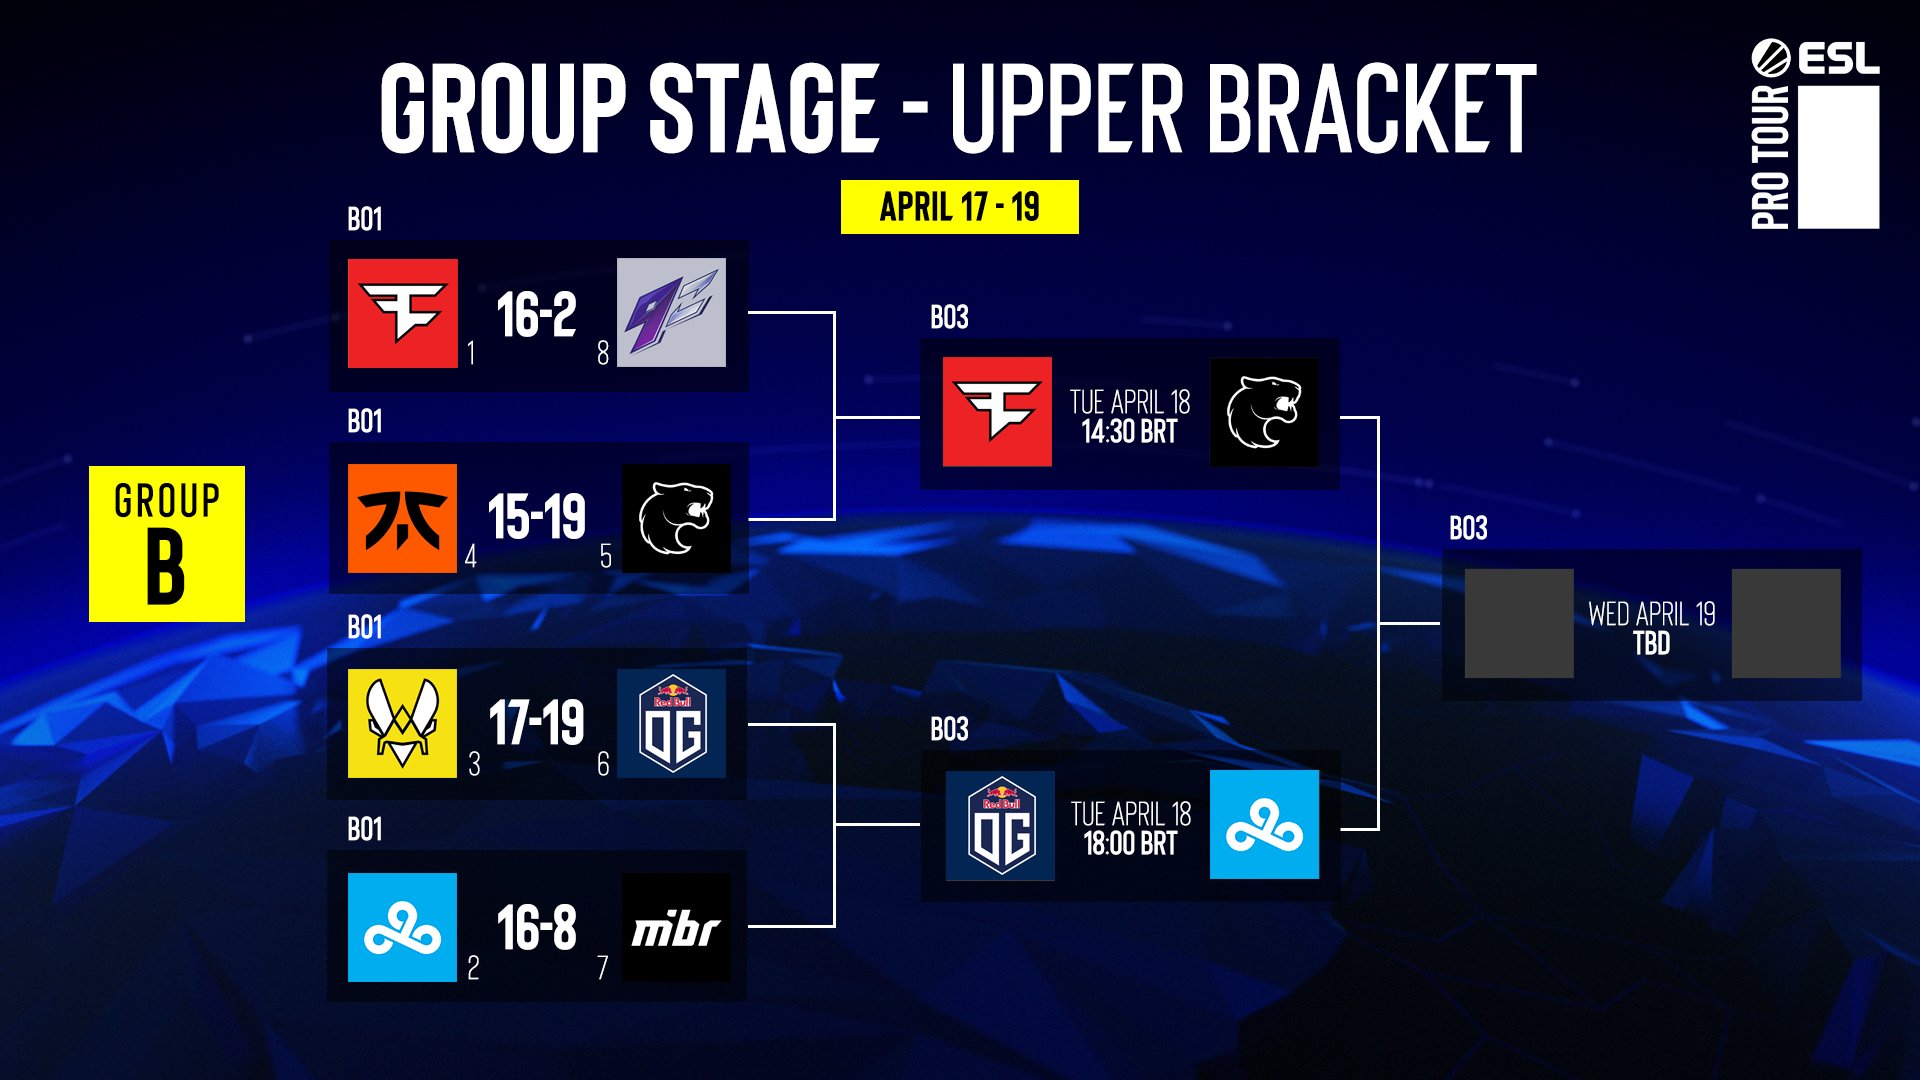 GROUP STAGE - UPPER BRACKET
APRIL 17 - 19
ESL
PRO TOUR
GROUP
B
BO1
1
16-2
8
9Z
BO1
4
15-19
5
BO1
3
17-19
6
Red Bull
OG
BO1
2
16-8
7
mibr
BO3
TUE APRIL 18
14:30 BRT
BO3
Red Bull
OG
TUE APRIL 18
18:00 BRT
BO3
WED APRIL 19
TBD